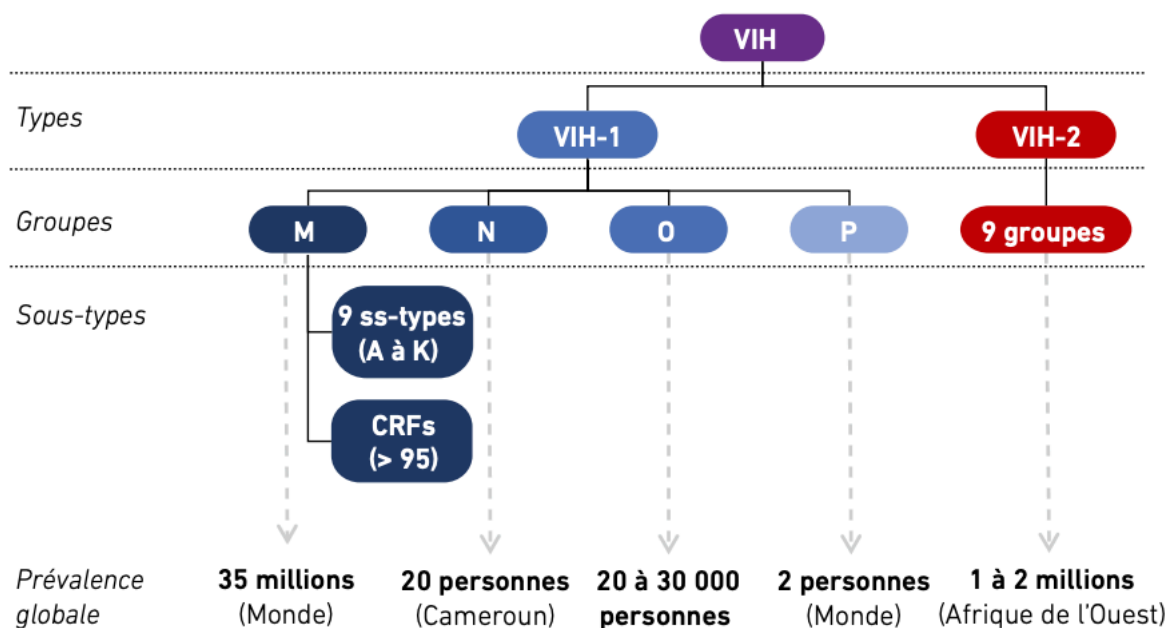 VIH
Types
VIH-1
VIH-2
Groupes
M
N
O
P
9 groupes
Sous-types
9 ss-types
(A à K)
CRFs
(> 95)
Prévalence
globale
35 millions
(Monde)
20 personnes
(Cameroun)
20 à 30 000
personnes
2 personnes
(Monde)
1 à 2 millions
(Afrique de l'Ouest)